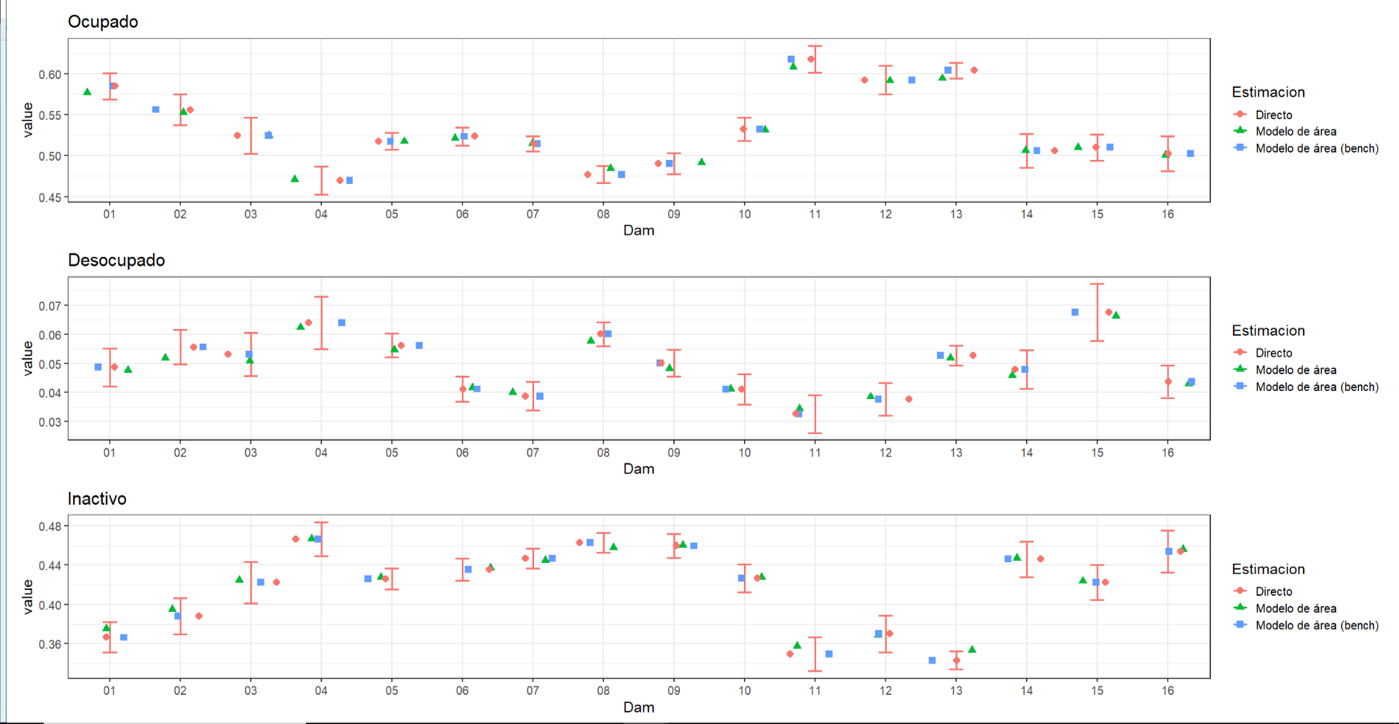 Ocupado
value
0.60
0.55
0.50
0.45
01 02 03 04 05 06 07 08 09 10 11 12 13 14 15 16
Dam
Estimacion
Directo
Modelo de área
Modelo de área (bench)
Desocupado
value
0.07
0.06
0.05
0.04
0.03
01 02 03 04 05 06 07 08 09 10 11 12 13 14 15 16
Dam
Estimacion
Directo
Modelo de área
Modelo de área (bench)
Inactivo
value
0.48
0.44
0.40
0.36
01 02 03 04 05 06 07 08 09 10 11 12 13 14 15 16
Dam
Estimacion
Directo
Modelo de área
Modelo de área (bench)